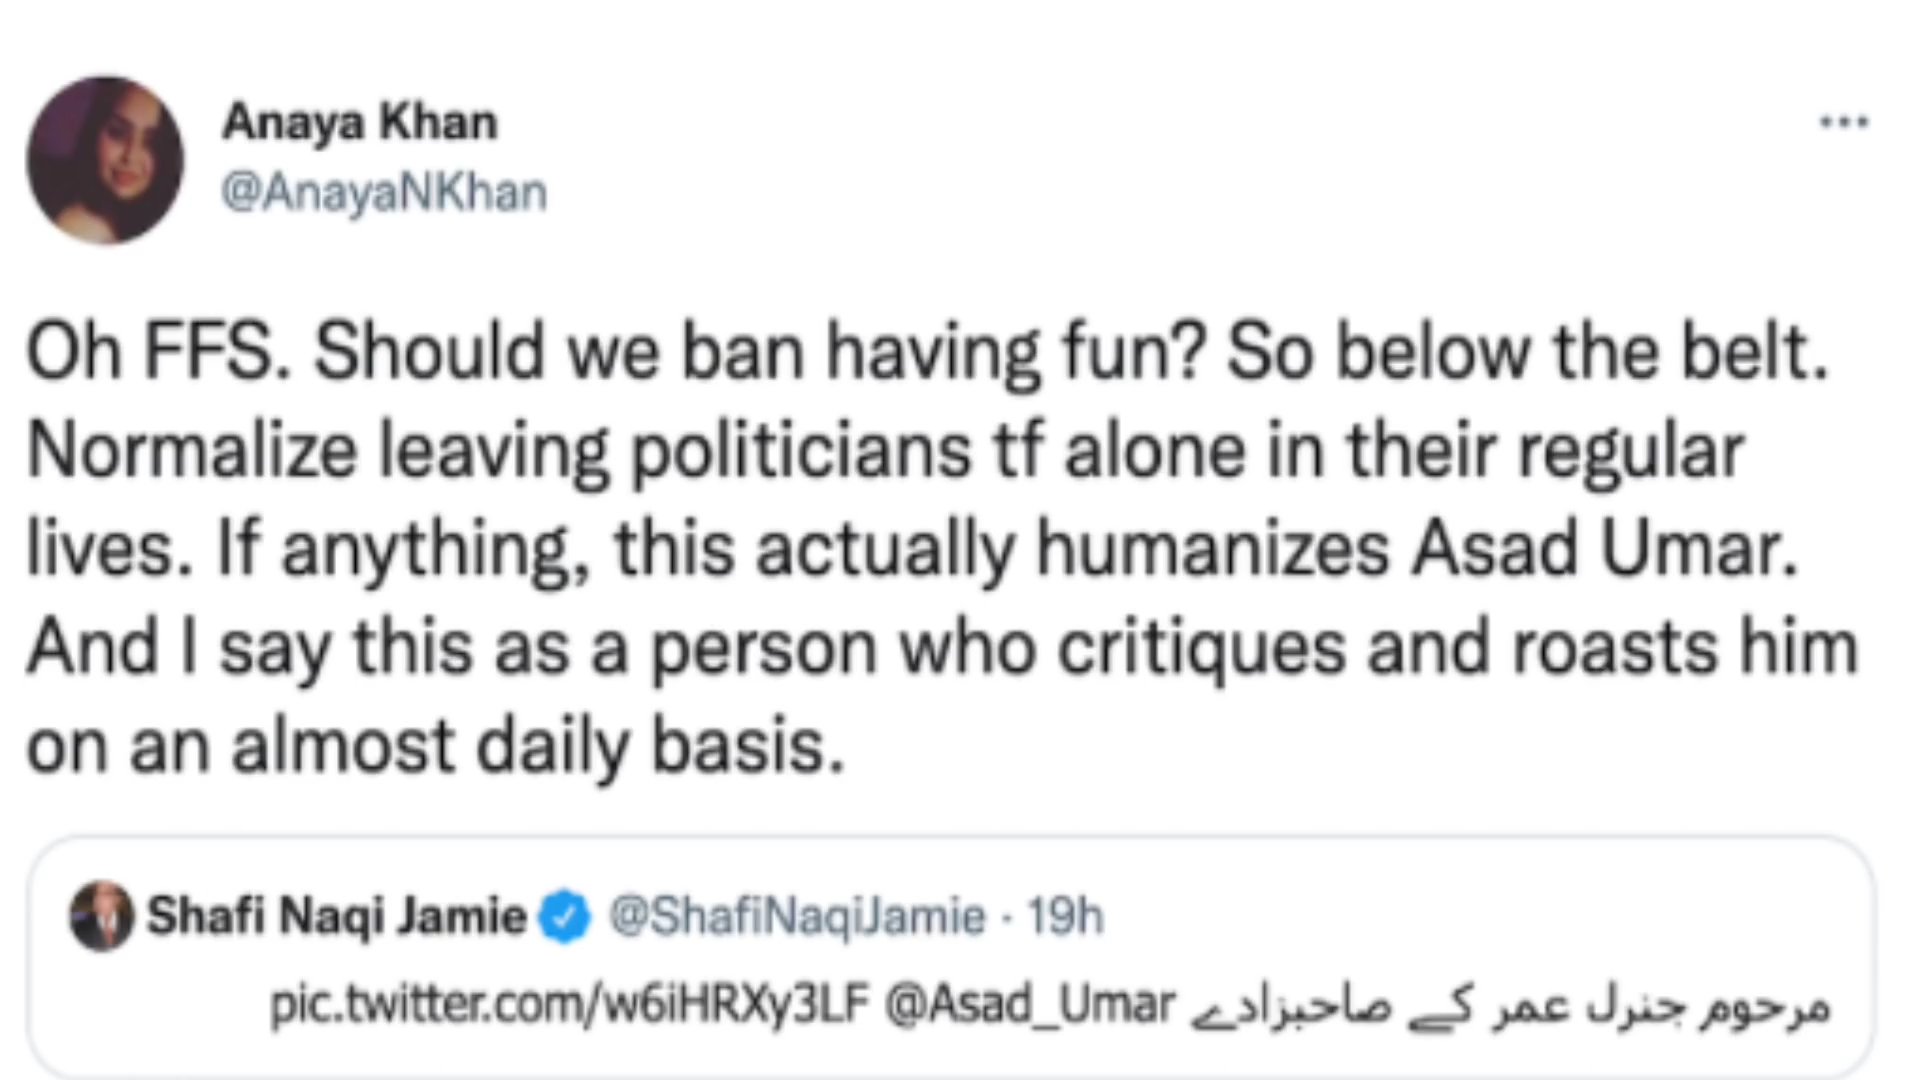 Anaya Khan
@AnayaNKhan
Oh FFS. Should we ban having fun? So below the belt.
Normalize leaving politicians tf alone in their regular
lives. If anything, this actually humanizes Asad Umar.
And I say this as a person who critiques and roasts him
on an almost daily basis.
Shafi Naqi Jamie @ShafiNaqiJamie · 19h
مرحوم جنرل عمر کے صاحبزادے @Asad_Umar pic.twitter.com/w6iHRXy3LF